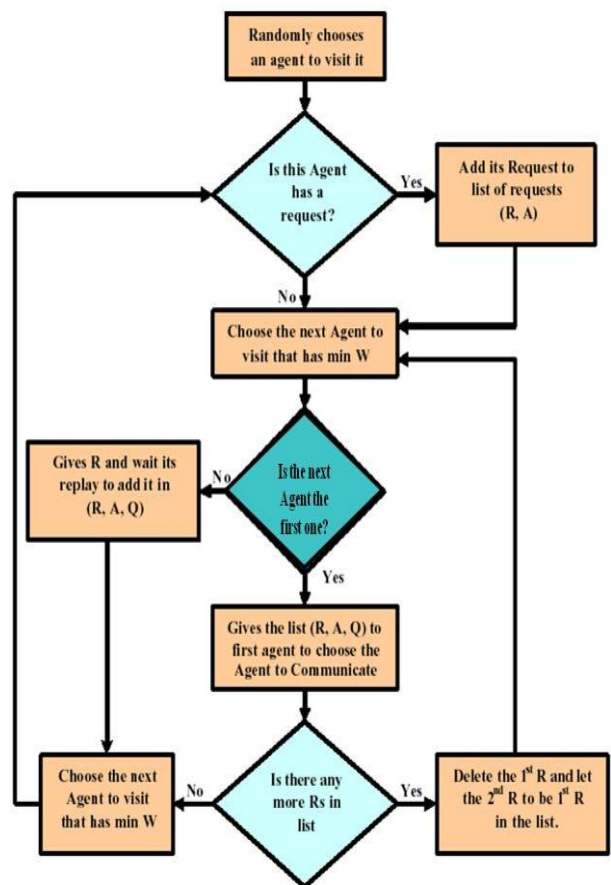 Randomly chooses
an agent to visit it
Is this Agent
has a
request?
Yes
Add its Request to
list of requests
(R, A)
No
Choose the next Agent to
visit that has min W
Is the next
Agent the
first one?
No
Gives R and wait its
replay to add it in
(R, A, Q)
Yes
Gives the list (R, A, Q) to
first agent to choose the
Agent to Communicate
Is there any
more Rs in
list
No
Choose the next
Agent to visit
that has min W
Yes
Delete the 1st R and let
the 2nd R to be 1st R
in the list.